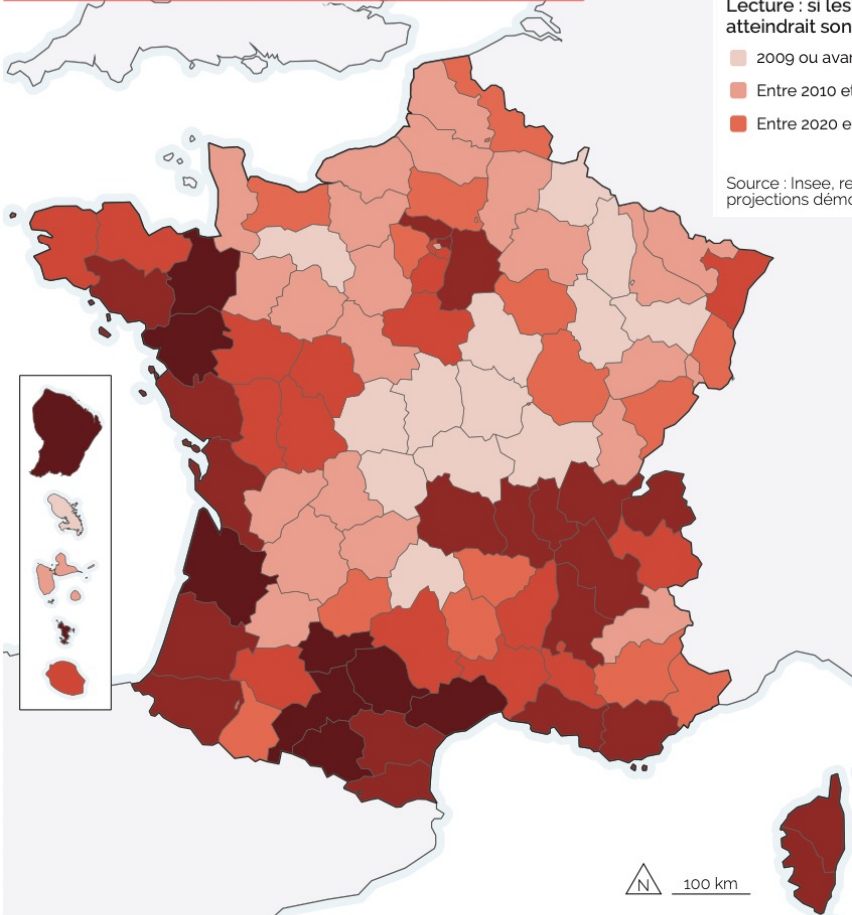 Lecture : si les
atteindrait son
2009 ou avan
Entre 2010 et
Entre 2020 e
Source : Insee, re
projections démo
N
100 km